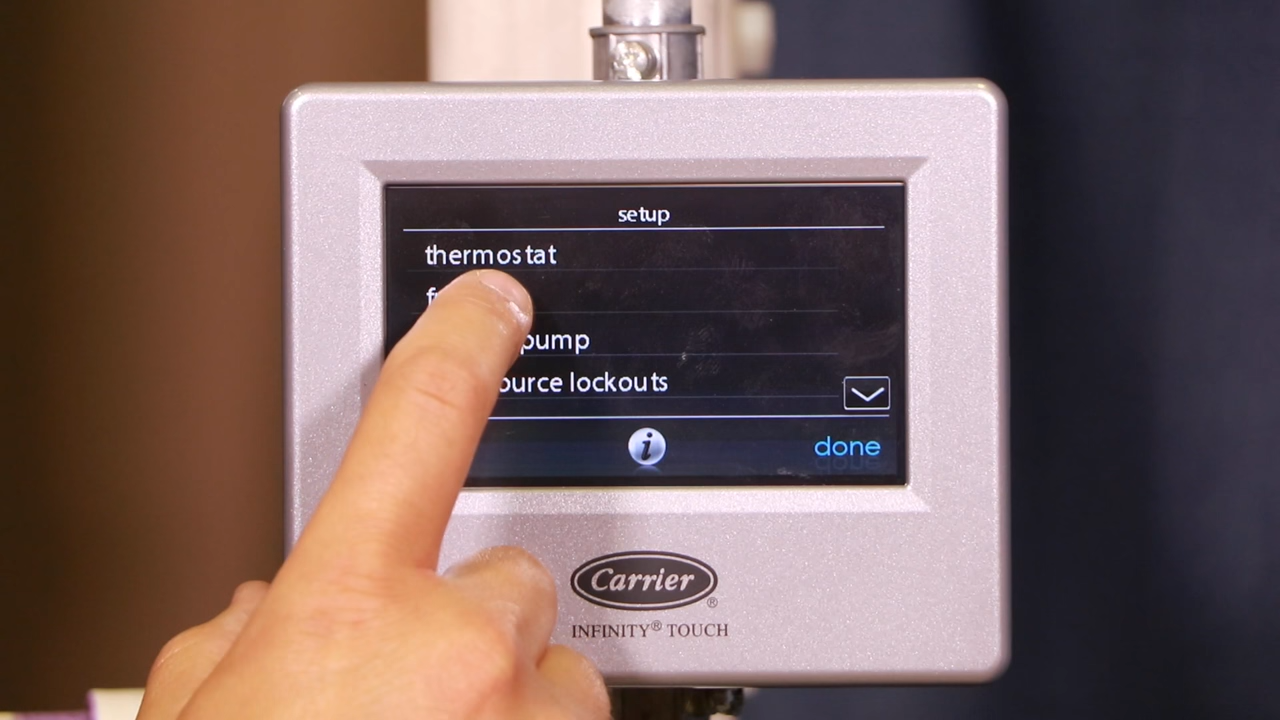 setup
thermostat
pump
ource lockouts
i
done
Carrier®
INFINITY® TOUCH